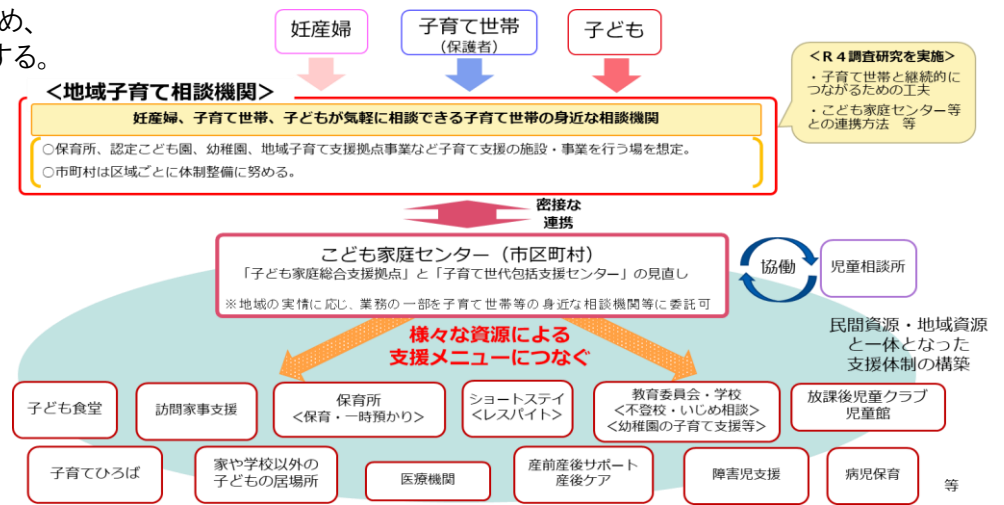 め、
する。
妊産婦
子育て世帯
(保護者)
子ども
＜Ｒ４調査研究を実施＞
・子育て世帯と継続的に
つながるための工夫
・こども家庭センター等
との連携方法　等
＜地域子育て相談機関＞
妊産婦、子育て世帯、子どもが気軽に相談できる子育て世帯の身近な相談機関
○保育所、認定こども園、幼稚園、地域子育て支援拠点事業など子育て支援の施設・事業を行う場を想定。
○市町村は区域ごとに体制整備に努める。
密接な
連携
こども家庭センター（市区町村）
「子ども家庭総合支援拠点」と「子育て世代包括支援センター」の見直し
※地域の実情に応じ、業務の一部を子育て世帯等の身近な相談機関等に委託可
協働
児童相談所
様々な資源による
支援メニューにつなぐ
民間資源・地域資源
と一体となった
支援体制の構築
子ども食堂
訪問家事支援
保育所
＜保育・一時預かり＞
ショートステイ
＜レスパイト＞
教育委員会・学校
＜不登校・いじめ相談＞
＜幼稚園の子育て支援等＞
放課後児童クラブ
児童館
子育てひろば
家や学校以外の
子どもの居場所
医療機関
産前産後サポート
産後ケア
障害児支援
病児保育
等